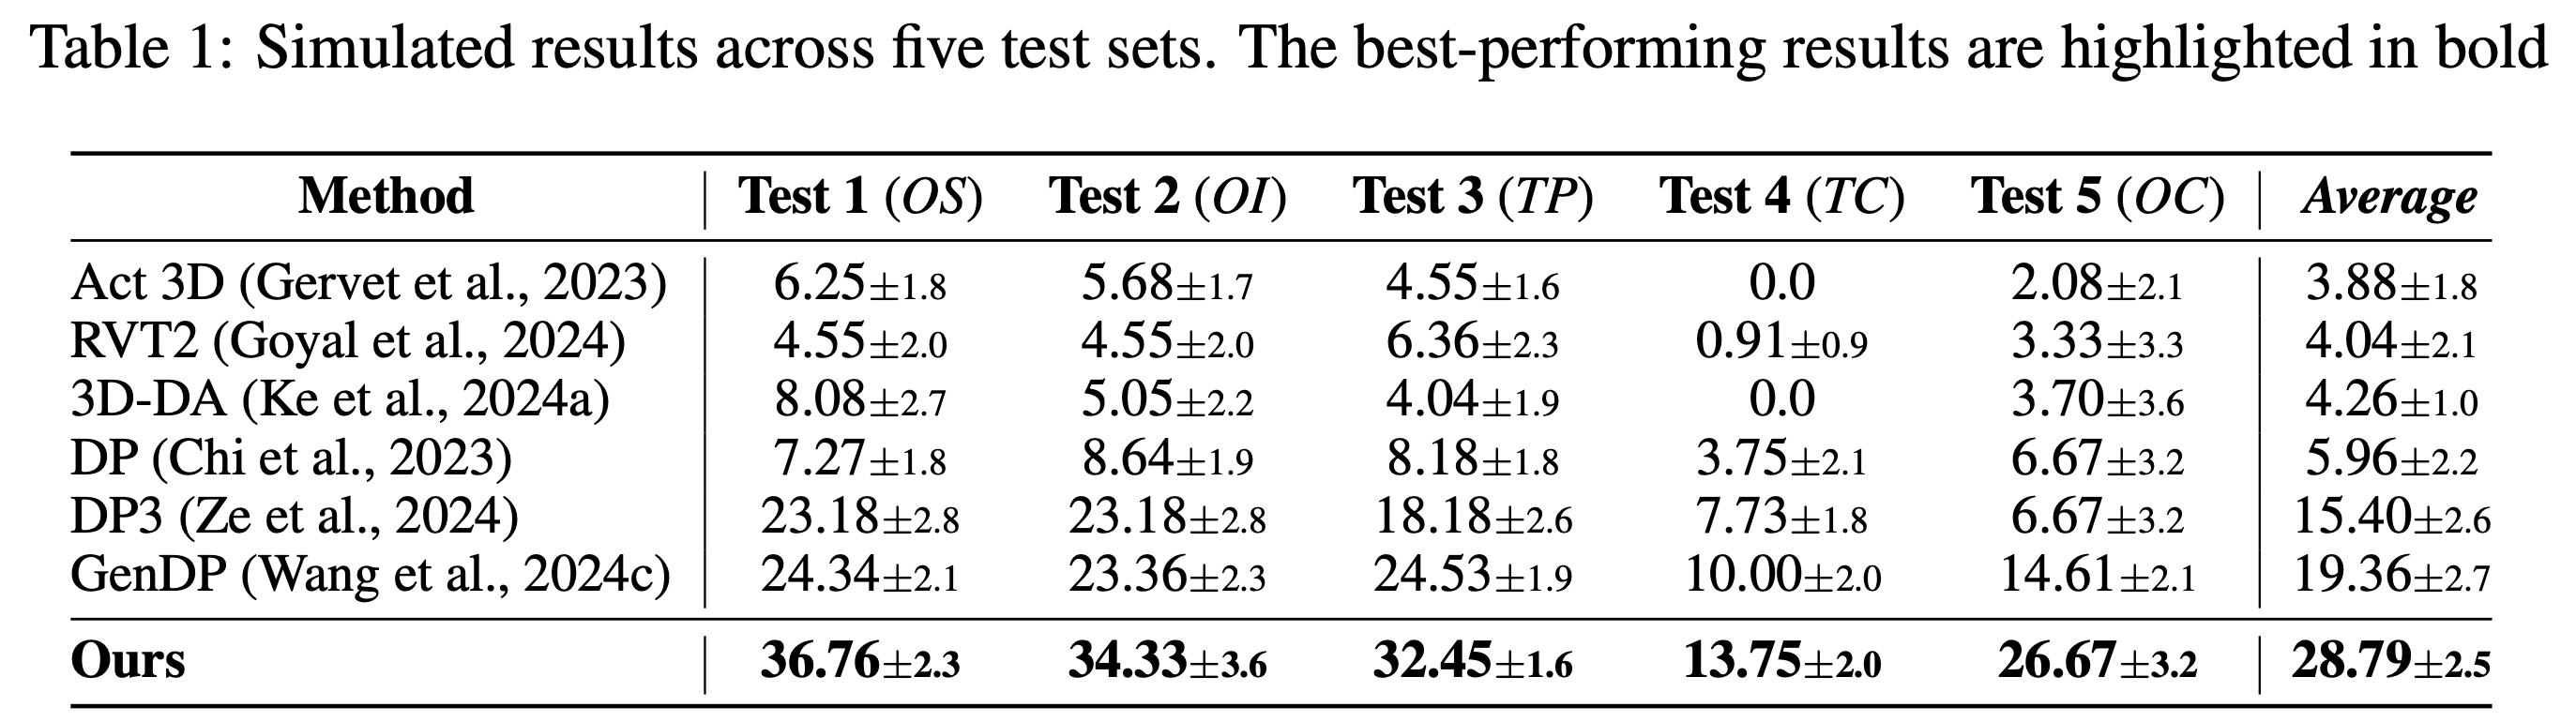 Table 1: Simulated results across five test sets. The best-performing results are highlighted in bold
Method Test 1 (OS) Test 2 (OI) Test 3 (TP) Test 4 (TC) Test 5 (OC) Average
Act 3D (Gervet et al., 2023) 6.25±1.8 5.68±1.7 4.55±1.6 0.0 2.08±2.1 3.88±1.8
RVT2 (Goyal et al., 2024) 4.55±2.0 4.55±2.0 6.36±2.3 0.91±0.9 3.33±3.3 4.04±2.1
3D-DA (Ke et al., 2024a) 8.08±2.7 5.05±2.2 4.04±1.9 0.0 3.70±3.6 4.26±1.0
DP (Chi et al., 2023) 7.27±1.8 8.64±1.9 8.18±1.8 3.75±2.1 6.67±3.2 5.96±2.2
DP3 (Ze et al., 2024) 23.18±2.8 23.18±2.8 18.18±2.6 7.73±1.8 6.67±3.2 15.40±2.6
GenDP (Wang et al., 2024c) 24.34±2.1 23.36±2.3 24.53±1.9 10.00±2.0 14.61±2.1 19.36±2.7
Ours 36.76±2.3 34.33±3.6 32.45±1.6 13.75±2.0 26.67±3.2 28.79±2.5